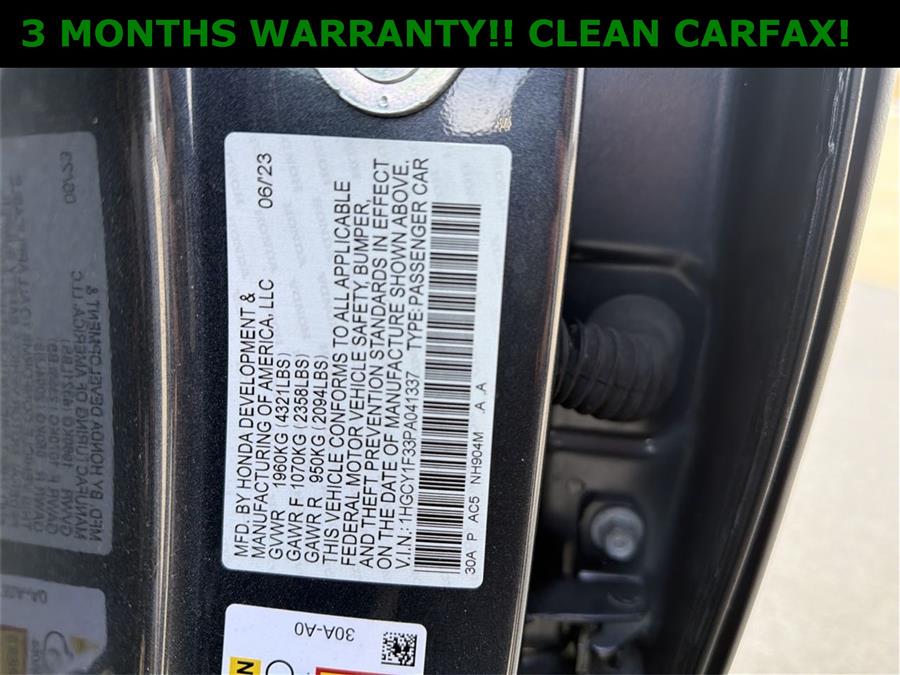 3 MONTHS WARRANTY!! CLEAN CARFAX!
MFD. BY HONDA DEVELOPMENT &
MANUFACTURING OF AMERICA, LLC 06/23
GVWR 1960KG (4321LBS)
GAWR F 1070KG (2358LBS)
GAWR R 950KG (2094LBS)
THIS VEHICLE CONFORMS TO ALL APPLICABLE
FEDERAL MOTOR VEHICLE SAFETY, BUMPER,
AND THEFT PREVENTION STANDARDS IN EFFECT
ON THE DATE OF MANUFACTURE SHOWN ABOVE.
V.I.N.:1HGCY1F33PA041337 TYPE:PASSENGER CAR
30A P AC5 NH904M .A .A
30A-A0